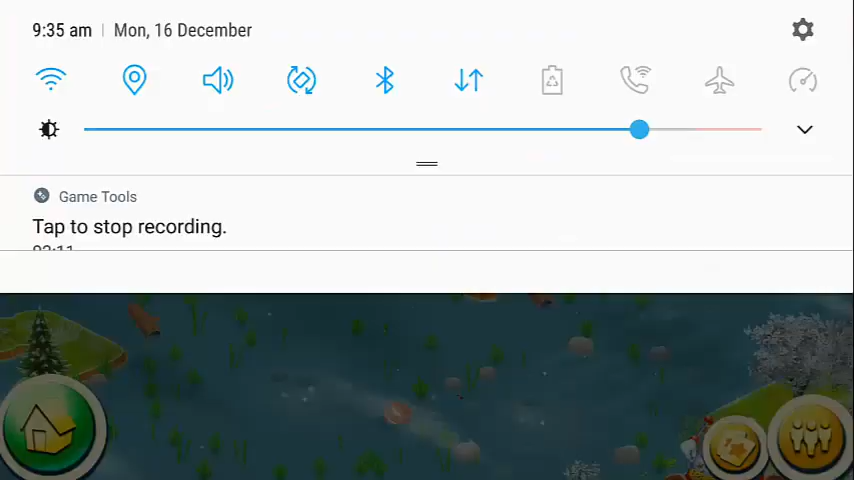 9:35 am | Mon, 16 December
Game Tools
Tap to stop recording.